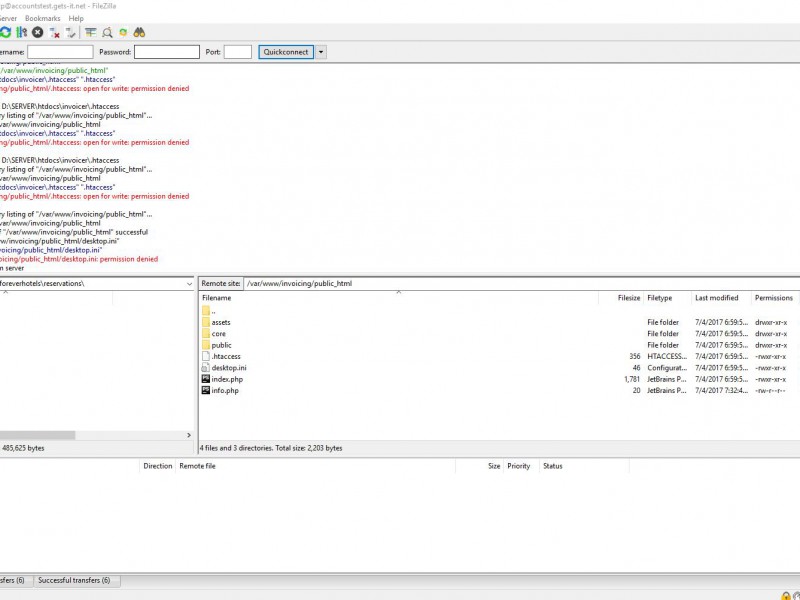 p@accountstest.gets-it.net - FileZilla
Server Bookmarks Help
ername: Password: Port: Quickconnect
/var/www/invoicing/public_html"
tdocs\invoicer\.htaccess" ".htaccess"
ng/public_html/.htaccess: open for write: permission denied
D:\SERVER\htdocs\invoicer\.htaccess
ry listing of "/var/www/invoicing/public_html"...
var/www/invoicing/public_html
tdocs\invoicer\.htaccess" ".htaccess"
ng/public_html/.htaccess: open for write: permission denied
D:\SERVER\htdocs\invoicer\.htaccess
ry listing of "/var/www/invoicing/public_html"...
var/www/invoicing/public_html
tdocs\invoicer\.htaccess" ".htaccess"
ng/public_html/.htaccess: open for write: permission denied
ry listing of "/var/www/invoicing/public_html"...
var/www/invoicing/public_html
f "/var/www/invoicing/public_html" successful
w/invoicing/public_html/desktop.ini"
voicing/public_html/desktop.ini"
oicing/public_html/desktop.ini: permission denied
m server
foreverhotels\reservations\ Remote site: /var/www/invoicing/public_html
Filename Filesize Filetype Last modified Permissions
..
assets File folder 7/4/2017 6:59:5... drwxr-xr-x
core File folder 7/4/2017 6:59:5... drwxr-xr-x
public File folder 7/4/2017 6:59:5... drwxr-xr-x
.htaccess 356 HTACCESS... 7/4/2017 6:59:5... -rwxr-xr-x
desktop.ini 46 Configurat... 7/4/2017 6:59:5... -rwxr-xr-x
index.php 1,781 JetBrains P... 7/4/2017 6:59:5... -rwxr-xr-x
info.php 20 JetBrains P... 7/4/2017 7:32:4... -rw-r--r--
485,625 bytes 4 files and 3 directories. Total size: 2,203 bytes
Direction Remote file Size Priority Status
sfers (6) Successful transfers (6)